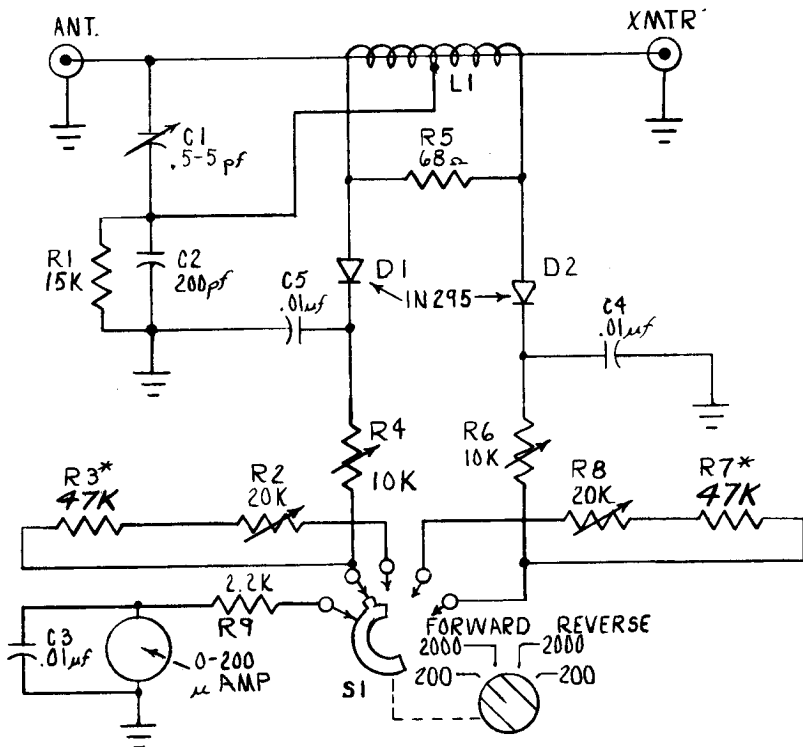 ANT.
XMTR
L1
C1
.5-5 pf
R5
68Ω
R1
15K
C2
200pf
C5
.01µf
D1
D2
IN295
C4
.01µf
R4
10K
R6
10K
R3*
47K
R2
20K
R8
20K
R7*
47K
2.2K
R9
C3
.01µf
0-200
µ AMP
S1
FORWARD REVERSE
2000 2000
200 200